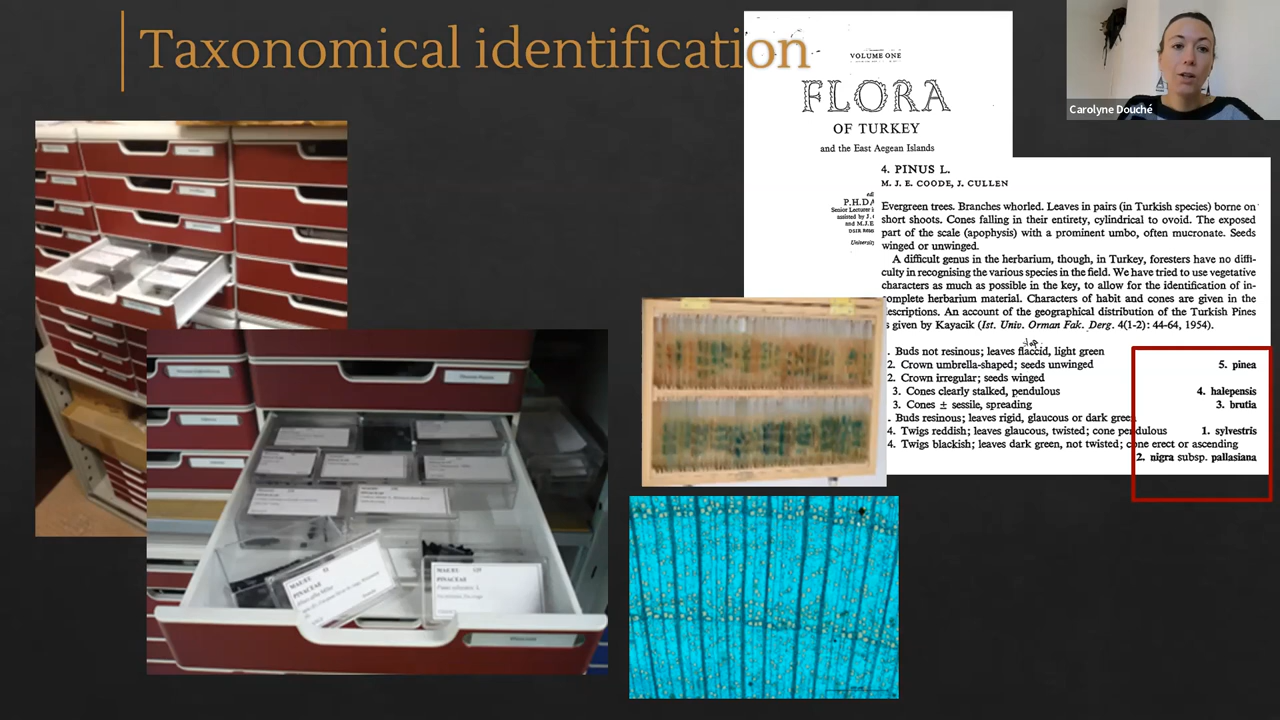 Taxonomical identification
VOLUME ONE
FLORA
OF TURKEY
and the East Aegean Islands
Carolyne Douché
P.H.DA
Senior Lecturer i
assisted by J.
and M.J.E
4. PINUS L.
M. J. E. COODE, J. CULLEN
Evergreen trees. Branches whorled. Leaves in pairs (in Turkish species) borne on
short shoots. Cones falling in their entirety, cylindrical to ovoid. The exposed
part of the scale (apophysis) with a prominent umbo, often mucronate. Seeds
winged or unwinged.
A difficult genus in the herbarium, though, in Turkey, foresters have no diffi-
culty in recognising the various species in the field. We have tried to use vegetative
characters as much as possible in the key, to allow for the identification of in-
complete herbarium material. Characters of habit and cones are given in the
descriptions. An account of the geographical distribution of the Turkish Pines
s given by Kayacik (Ist. Univ. Orman Fak. Derg. 4(1-2): 44-64, 1954).
. Buds not resinous; leaves flaccid, light green
2. Crown umbrella-shaped; seeds unwinged 5. pinea
2. Crown irregular; seeds winged
3. Cones clearly stalked, pendulous 4. halepensis
3. Cones ± sessile, spreading 3. brutia
. Buds resinous; leaves rigid, glaucous or dark green
4. Twigs reddish; leaves glaucous, twisted; cone pendulous 1. sylvestris
4. Twigs blackish; leaves dark green, not twisted; cone erect or ascending
2. nigra subsp. pallasiana
PINACEAE
PINACEAE